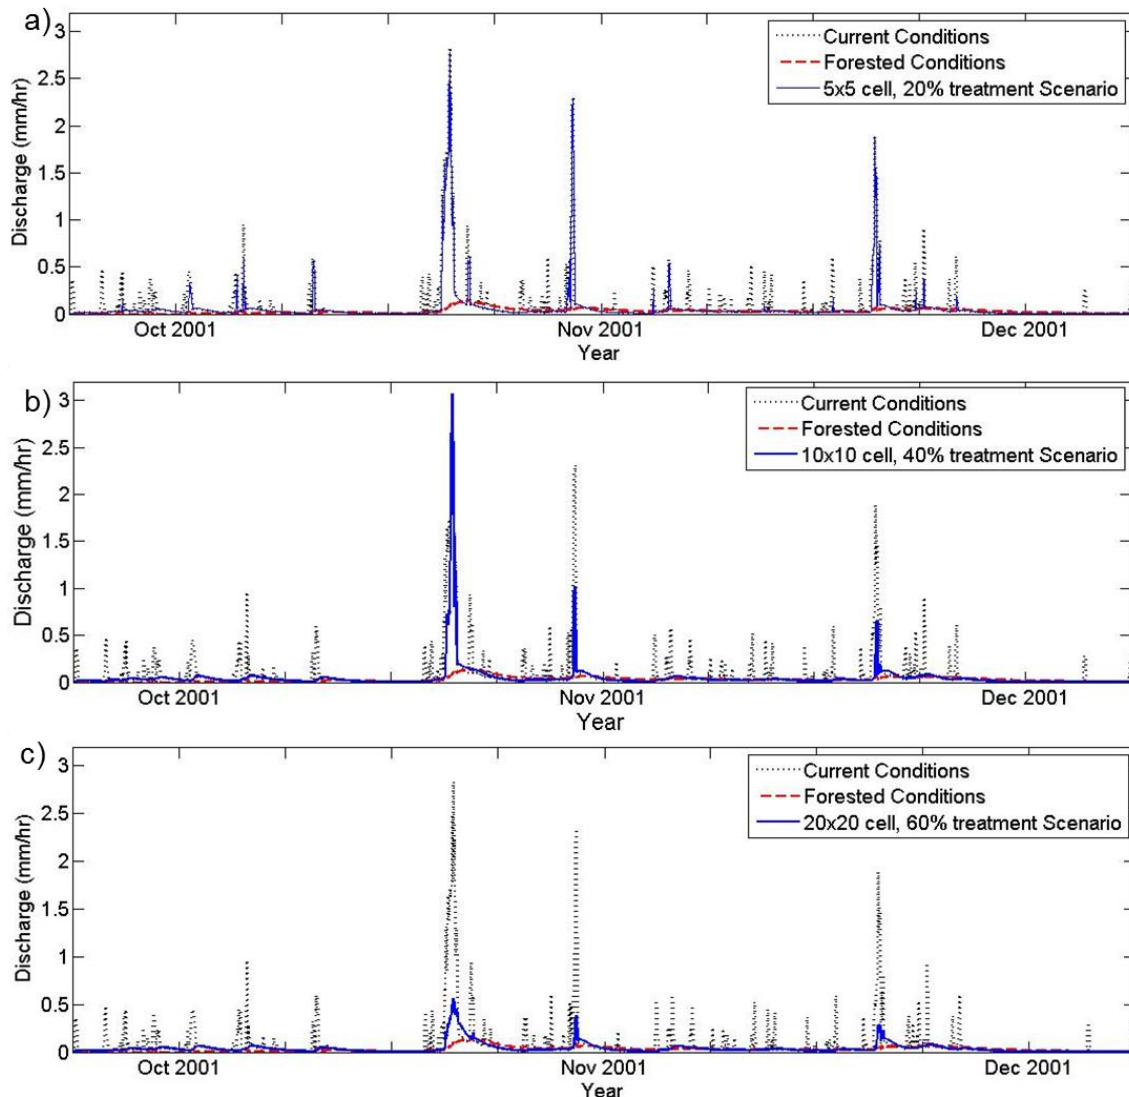 a)
3
2.5
2
1.5
1
0.5
0
Discharge (mm/hr)
Current Conditions
Forested Conditions
5x5 cell, 20% treatment Scenario
Oct 2001 Nov 2001 Dec 2001
Year
b)
3
2.5
2
1.5
1
0.5
0
Discharge (mm/hr)
Current Conditions
Forested Conditions
10x10 cell, 40% treatment Scenario
Oct 2001 Nov 2001 Dec 2001
Year
c)
3
2.5
2
1.5
1
0.5
0
Discharge (mm/hr)
Current Conditions
Forested Conditions
20x20 cell, 60% treatment Scenario
Oct 2001 Nov 2001 Dec 2001
Year